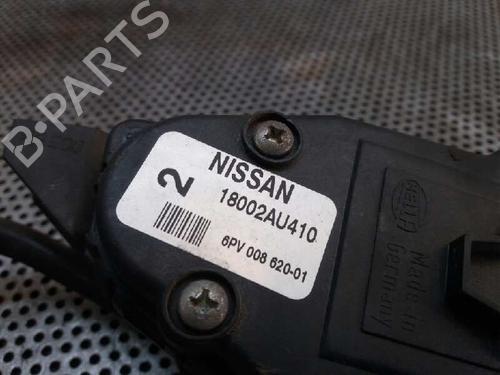 B-PARTS
NISSAN
2
18002AU410
6PV 008 620-01
HELLA
Made in
Germany